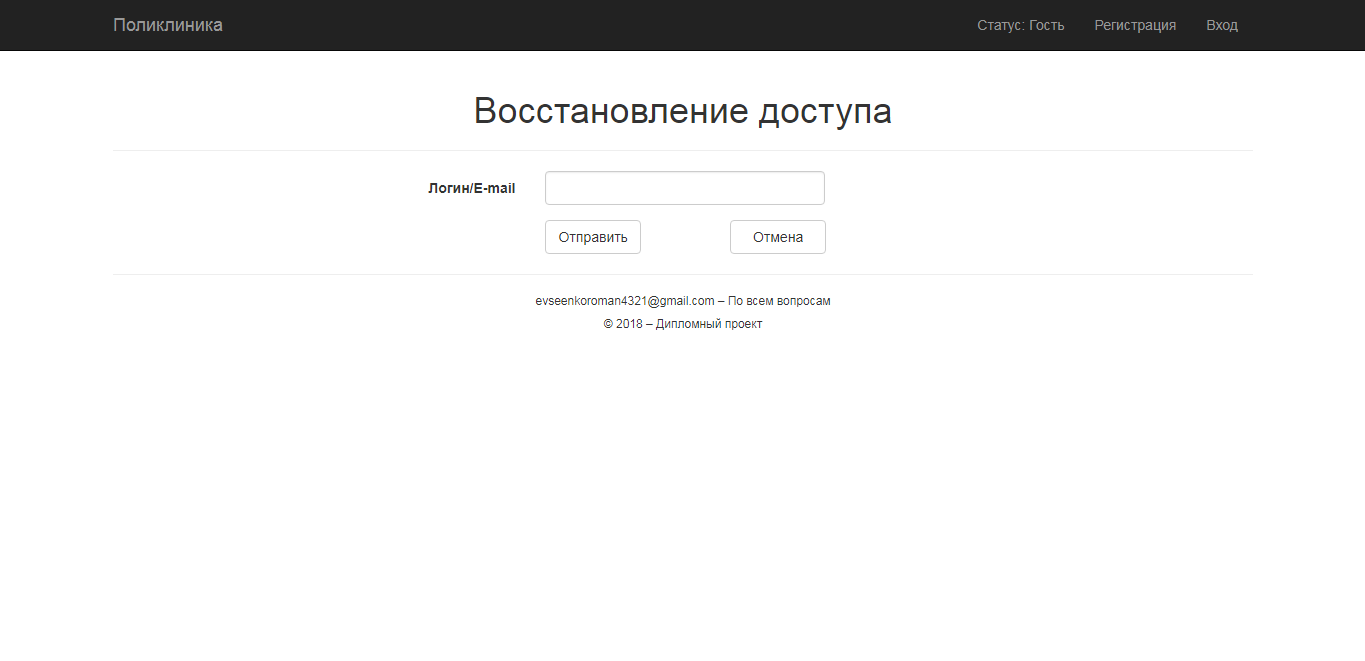 Поликлиника Статус: Гость Регистрация Вход
Восстановление доступа
Логин/E-mail
Отправить Отмена
evseenkoroman4321@gmail.com – По всем вопросам
© 2018 – Дипломный проект